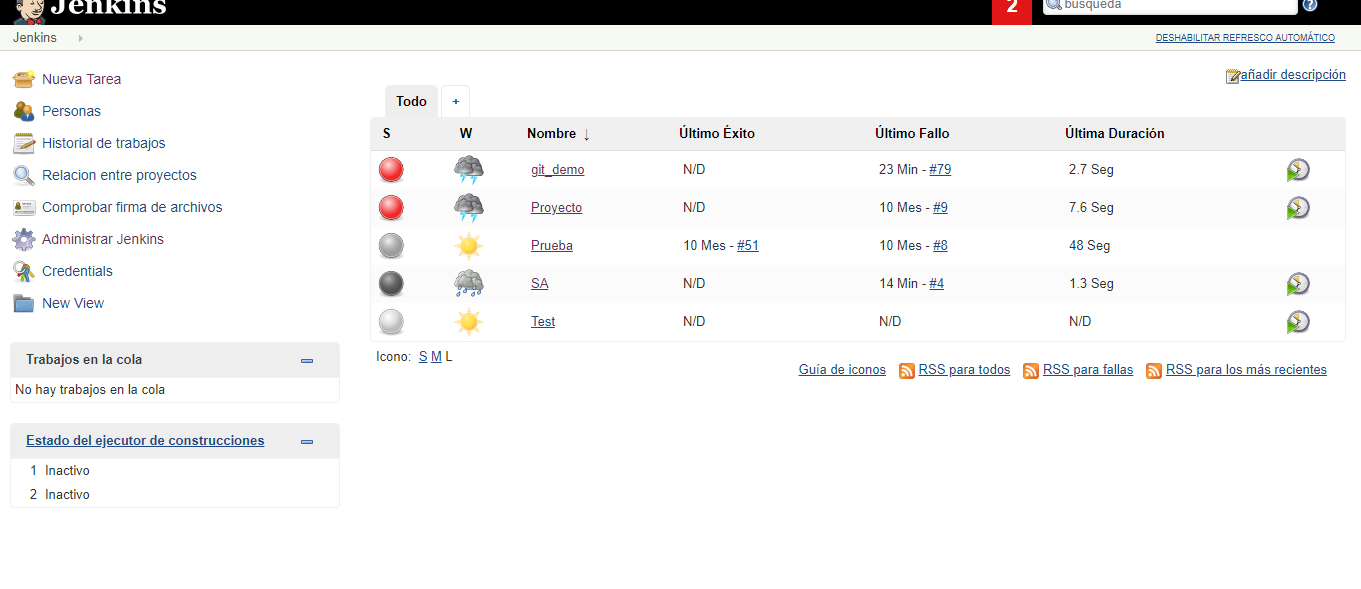 Jenkins
2
búsqueda
?
Jenkins
DESHABILITAR REFRESCO AUTOMÁTICO
Nueva Tarea
Personas
Historial de trabajos
Relacion entre proyectos
Comprobar firma de archivos
Administrar Jenkins
Credentials
New View
Trabajos en la cola
No hay trabajos en la cola
Estado del ejecutor de construcciones
1 Inactivo
2 Inactivo
añadir descripción
Todo +
S W Nombre ↓ Último Éxito Último Fallo Última Duración
git_demo N/D 23 Min - #79 2.7 Seg
Proyecto N/D 10 Mes - #9 7.6 Seg
Prueba 10 Mes - #51 10 Mes - #8 48 Seg
SA N/D 14 Min - #4 1.3 Seg
Test N/D N/D N/D
Icono: S M L
Guía de iconos RSS para todos RSS para fallas RSS para los más recientes